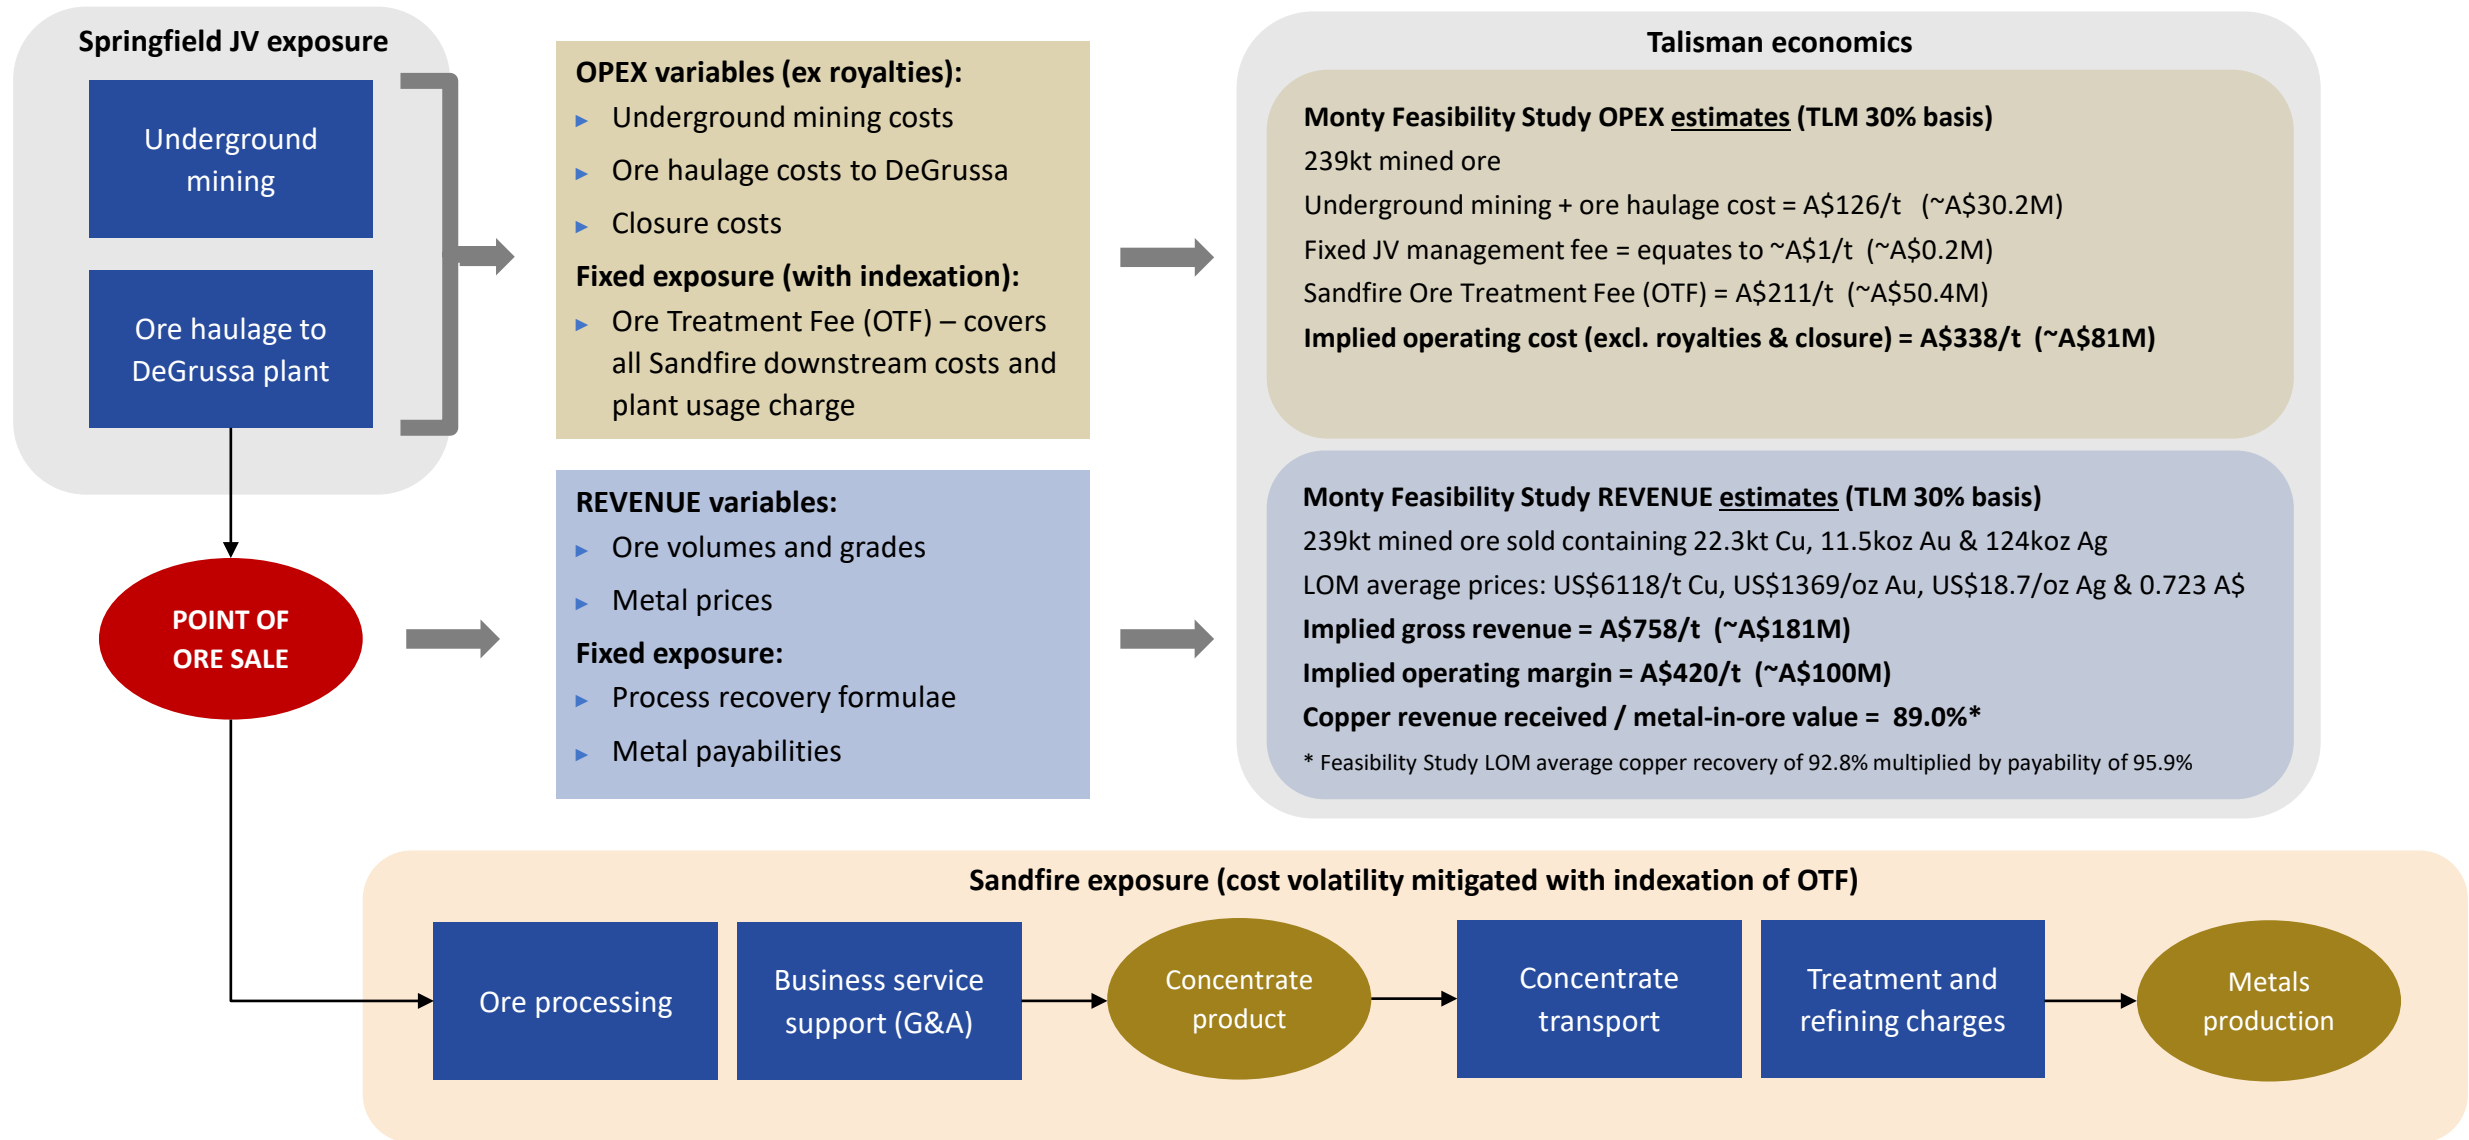 Springfield JV exposure
Underground
mining
Ore haulage to
DeGrussa plant
POINT OF
ORE SALE
OPEX variables (ex royalties):
► Underground mining costs
► Ore haulage costs to DeGrussa
► Closure costs
Fixed exposure (with indexation):
► Ore Treatment Fee (OTF) – covers
all Sandfire downstream costs and
plant usage charge
REVENUE variables:
► Ore volumes and grades
► Metal prices
Fixed exposure:
► Process recovery formulae
► Metal payabilities
Talisman economics
Monty Feasibility Study OPEX estimates (TLM 30% basis)
239kt mined ore
Underground mining + ore haulage cost = A$126/t (~A$30.2M)
Fixed JV management fee = equates to ~A$1/t (~A$0.2M)
Sandfire Ore Treatment Fee (OTF) = A$211/t (~A$50.4M)
Implied operating cost (excl. royalties & closure) = A$338/t (~A$81M)
Monty Feasibility Study REVENUE estimates (TLM 30% basis)
239kt mined ore sold containing 22.3kt Cu, 11.5koz Au & 124koz Ag
LOM average prices: US$6118/t Cu, US$1369/oz Au, US$18.7/oz Ag & 0.723 A$
Implied gross revenue = A$758/t (~A$181M)
Implied operating margin = A$420/t (~A$100M)
Copper revenue received / metal-in-ore value = 89.0%*
* Feasibility Study LOM average copper recovery of 92.8% multiplied by payability of 95.9%
Sandfire exposure (cost volatility mitigated with indexation of OTF)
Ore processing
Business service
support (G&A)
Concentrate
product
Concentrate
transport
Treatment and
refining charges
Metals
production